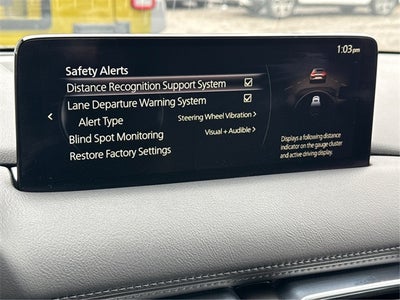 1:03pm
Safety Alerts
Distance Recognition Support System
Lane Departure Warning System
Alert Type Steering Wheel Vibration >
Blind Spot Monitoring Visual + Audible >
Restore Factory Settings
Displays a following distance
indicator on the gauge cluster
and active driving display.